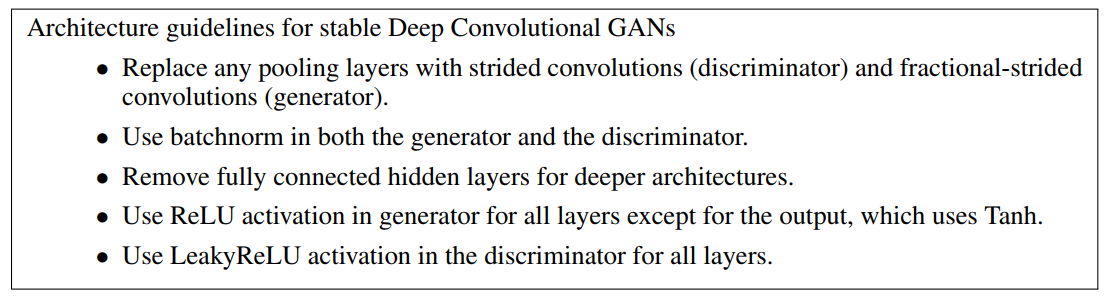 Architecture guidelines for stable Deep Convolutional GANs
• Replace any pooling layers with strided convolutions (discriminator) and fractional-strided
convolutions (generator).
• Use batchnorm in both the generator and the discriminator.
• Remove fully connected hidden layers for deeper architectures.
• Use ReLU activation in generator for all layers except for the output, which uses Tanh.
• Use LeakyReLU activation in the discriminator for all layers.